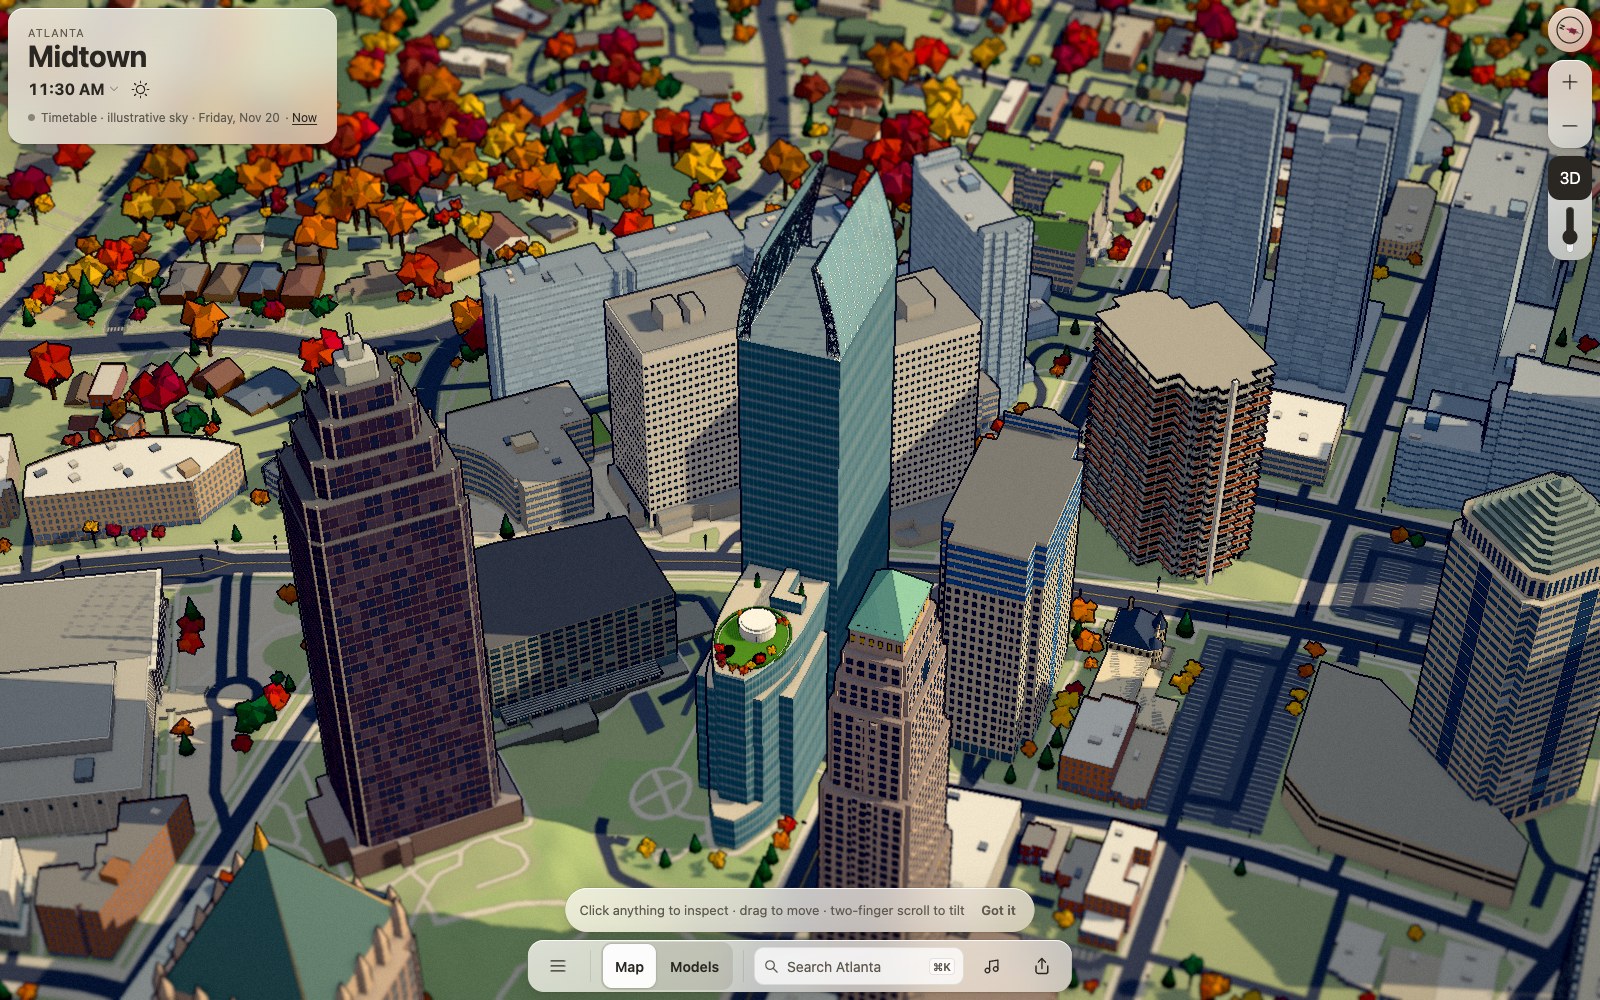 ATLANTA
Midtown
11:30 AM
Timetable · illustrative sky · Friday, Nov 20 · Now
3D
Click anything to inspect · drag to move · two-finger scroll to tilt Got it
Map Models Search Atlanta ⌘K